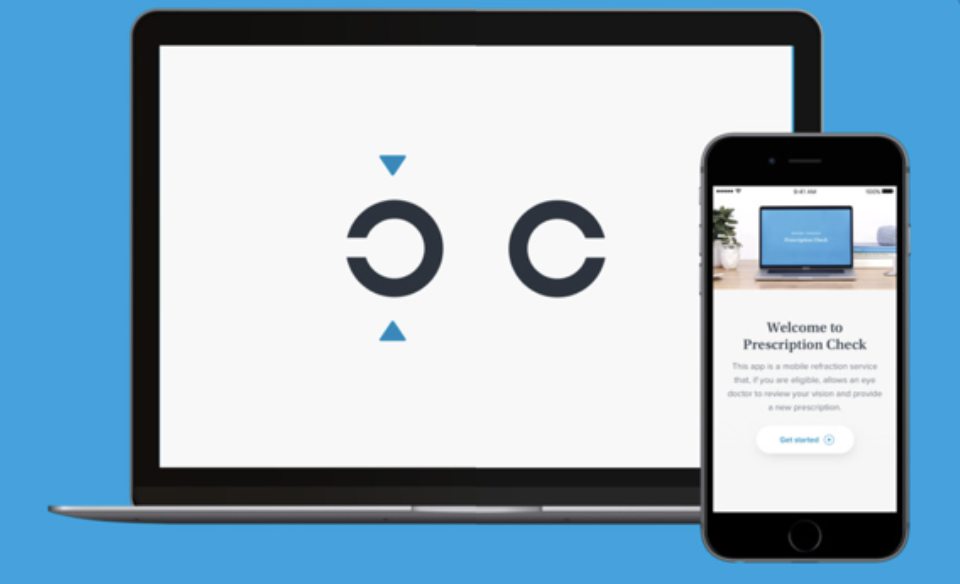 9:41 AM
100%
Prescription Check
Welcome to
Prescription Check
This app is a mobile refraction service
that, if you are eligible, allows an eye
doctor to review your vision and provide
a new prescription.
Get started